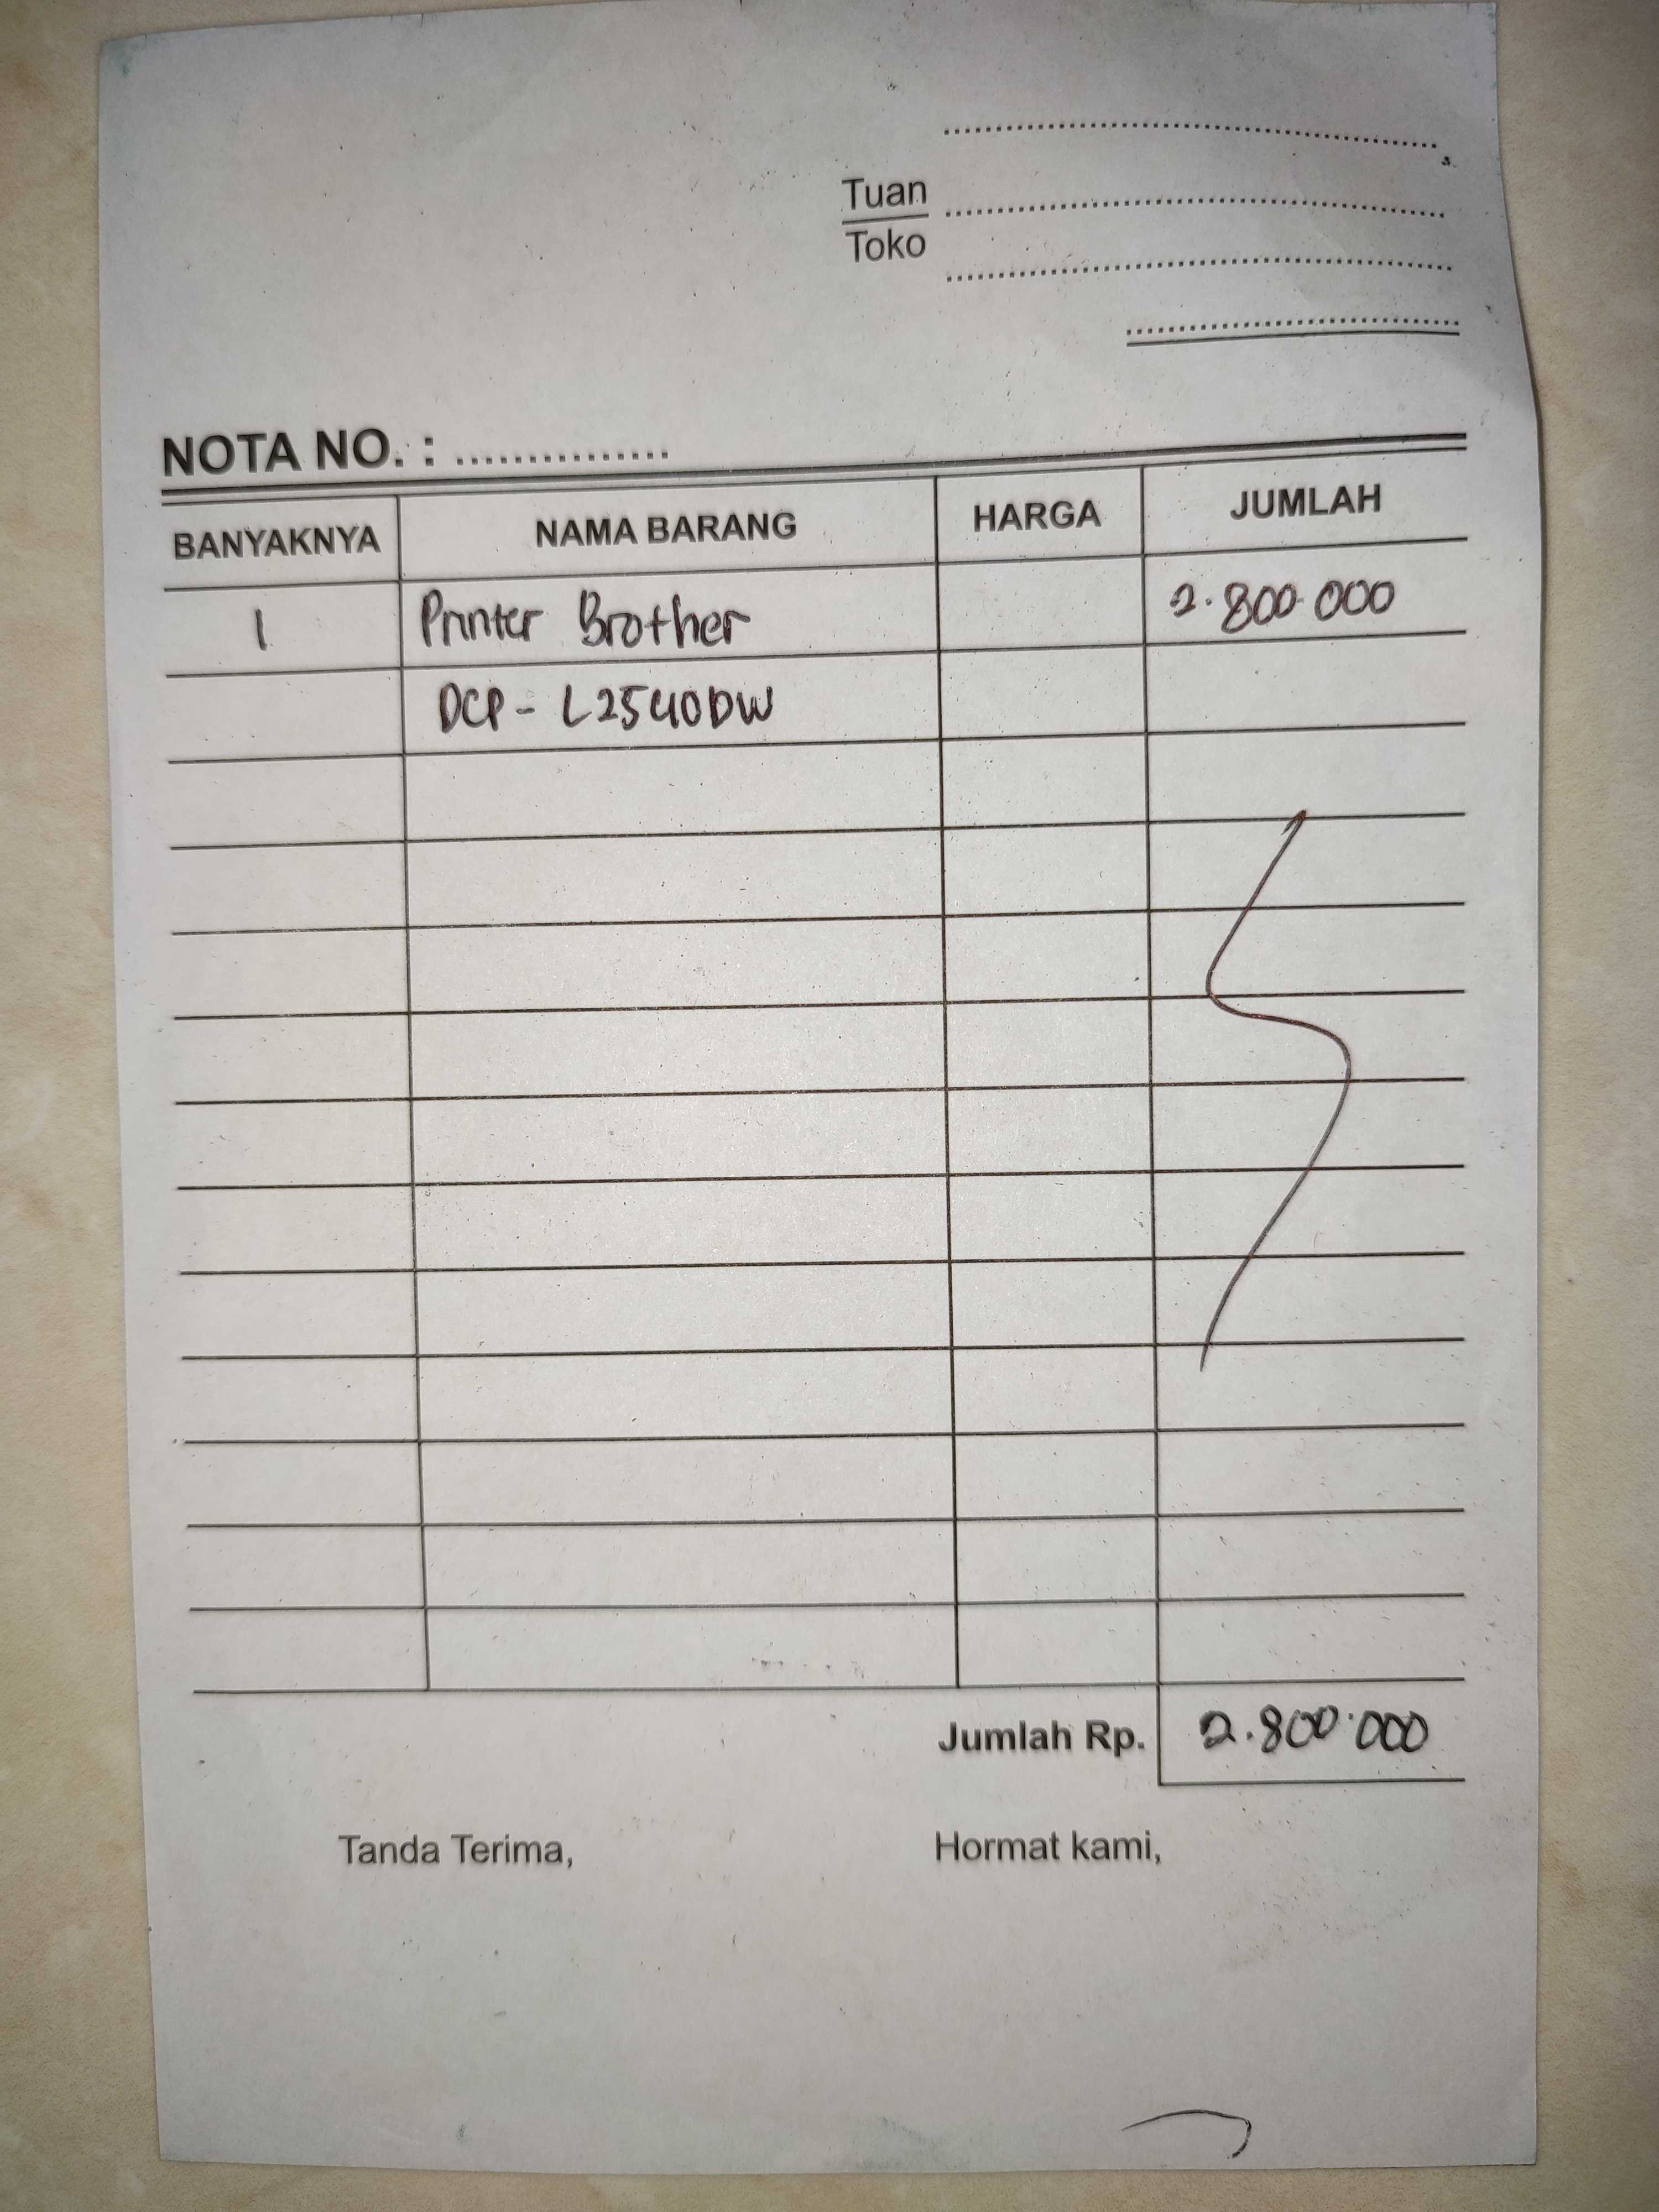 Tuan
Toko
NOTA NO. : ...............
BANYAKNYA NAMA BARANG HARGA JUMLAH
1 Printer Brother 2.800.000
DCP - L2540DW
Jumlah Rp. 2.800.000
Tanda Terima, Hormat kami,